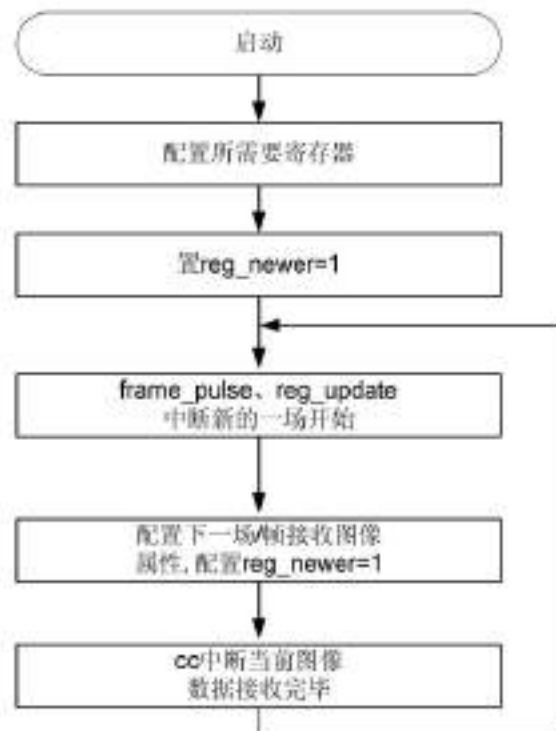 启动
配置所需要寄存器
置reg_newer=1
frame_pulse、reg_update
中断新的一场开始
配置下一场/帧接收图像
属性,配置reg_newer=1
cc中断当前图像
数据接收完毕